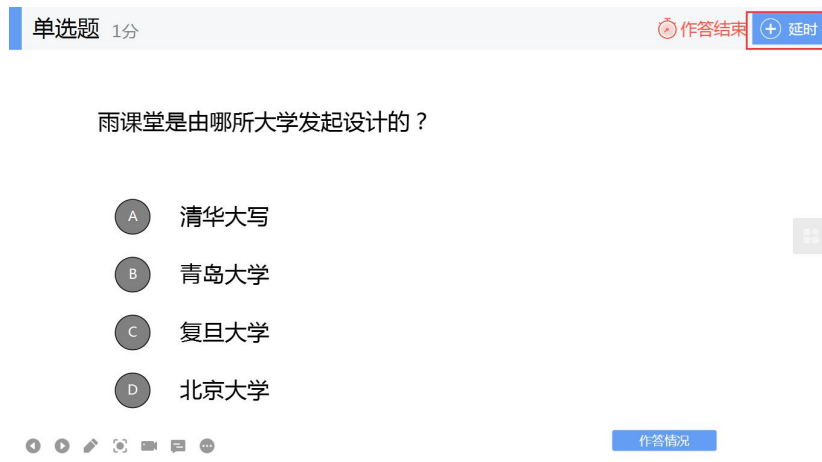 单选题 1分 作答结束 延时
雨课堂是由哪所大学发起设计的？
A 清华大写
B 青岛大学
C 复旦大学
D 北京大学
作答情况